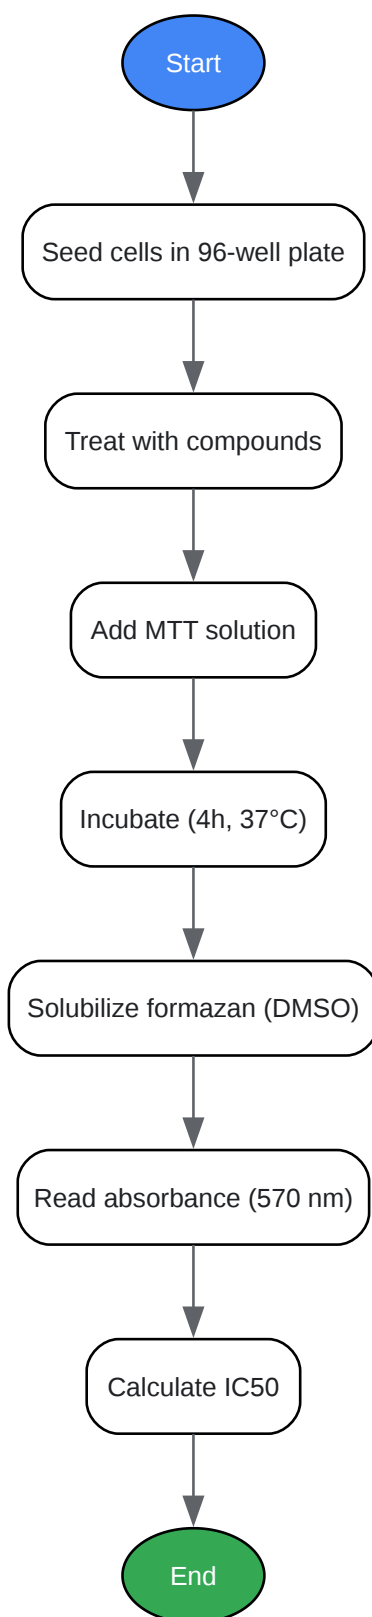 Start
Seed cells in 96-well plate
Treat with compounds
Add MTT solution
Incubate (4h, 37°C)
Solubilize formazan (DMSO)
Read absorbance (570 nm)
Calculate IC50
End